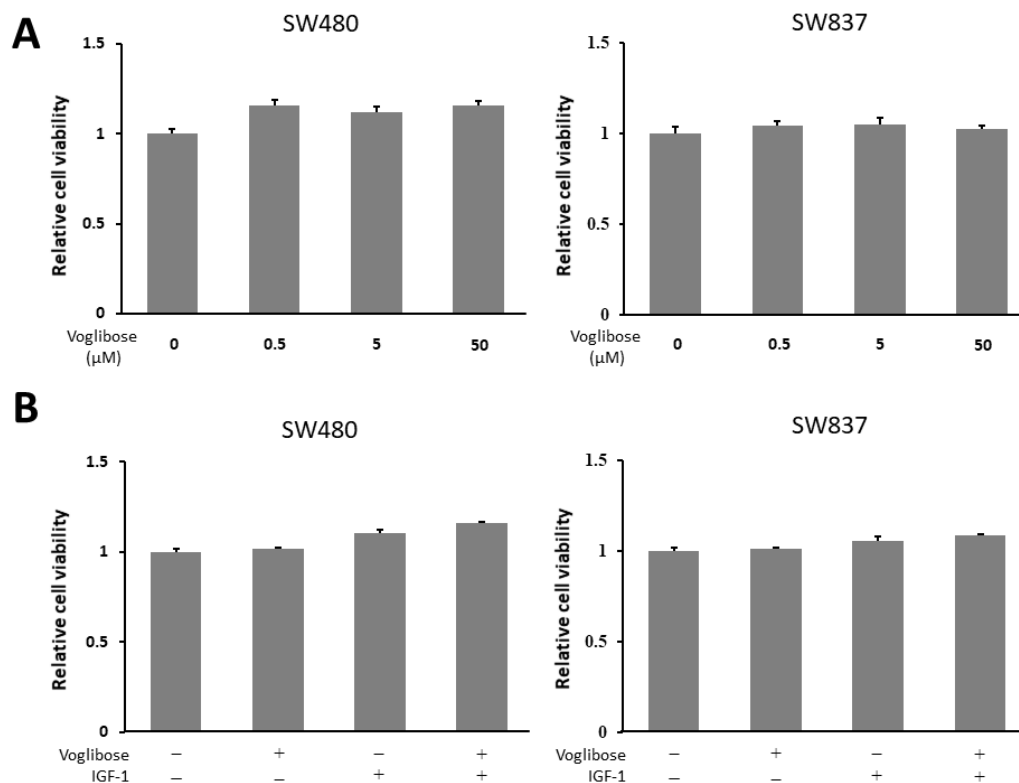 A
SW480
Relative cell viability
1.5
1
0.5
0
Voglibose
(μM)
0 0.5 5 50
SW837
Relative cell viability
1.5
1
0.5
0
Voglibose
(μM)
0 0.5 5 50
B
SW480
Relative cell viability
1.5
1
0.5
0
Voglibose – + – +
IGF-1 – – + +
SW837
Relative cell viability
1.5
1
0.5
0
Voglibose – + – +
IGF-1 – – + +